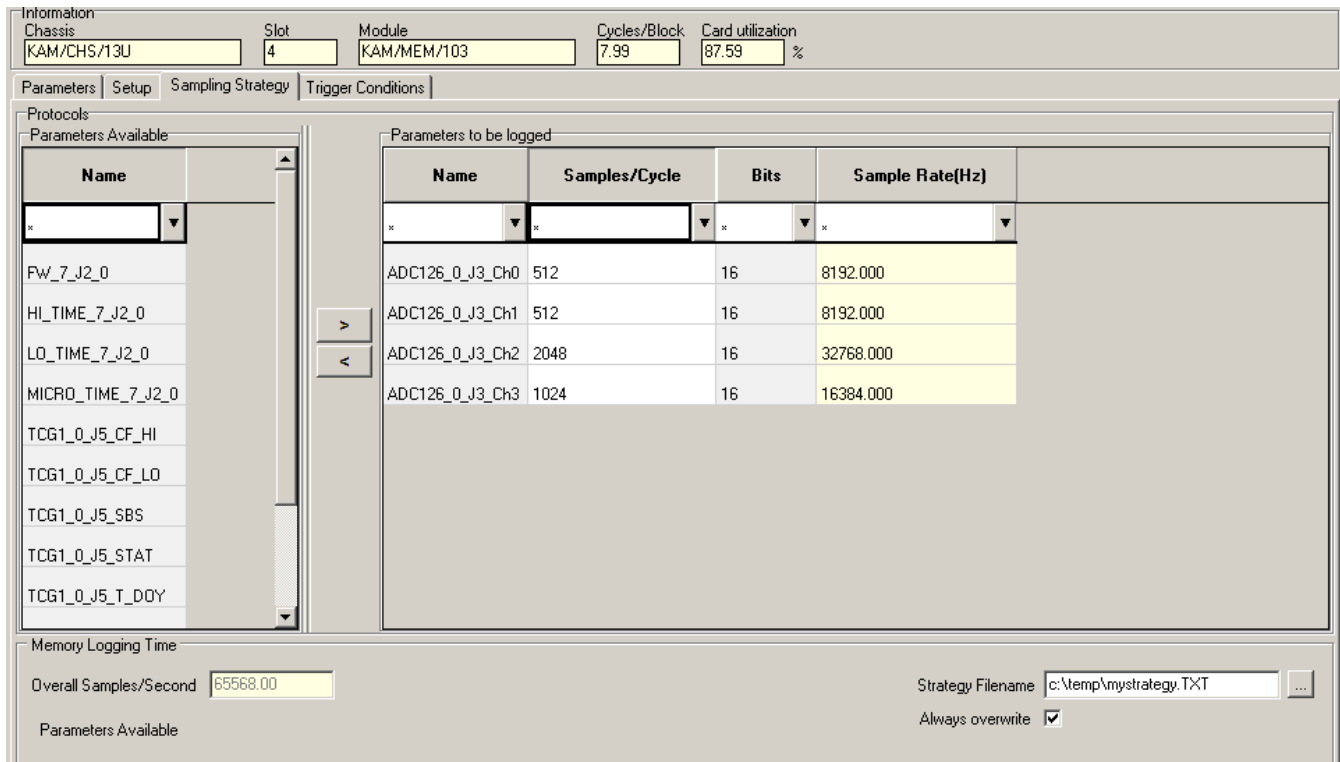 Information
Chassis Slot Module Cycles/Block Card utilization
KAM/CHS/13U 4 KAM/MEM/103 7.99 87.59 %
Parameters Setup Sampling Strategy Trigger Conditions
Protocols
Parameters Available
Name
*
FW_7_J2_0
HI_TIME_7_J2_0
LO_TIME_7_J2_0
MICRO_TIME_7_J2_0
TCG1_0_J5_CF_HI
TCG1_0_J5_CF_LO
TCG1_0_J5_SBS
TCG1_0_J5_STAT
TCG1_0_J5_T_DOY
>
<
Parameters to be logged
Name Samples/Cycle Bits Sample Rate(Hz)
* * * *
ADC126_0_J3_Ch0 512 16 8192.000
ADC126_0_J3_Ch1 512 16 8192.000
ADC126_0_J3_Ch2 2048 16 32768.000
ADC126_0_J3_Ch3 1024 16 16384.000
Memory Logging Time
Overall Samples/Second 65568.00
Parameters Available
Strategy Filename c:\temp\mystrategy.TXT ...
Always overwrite